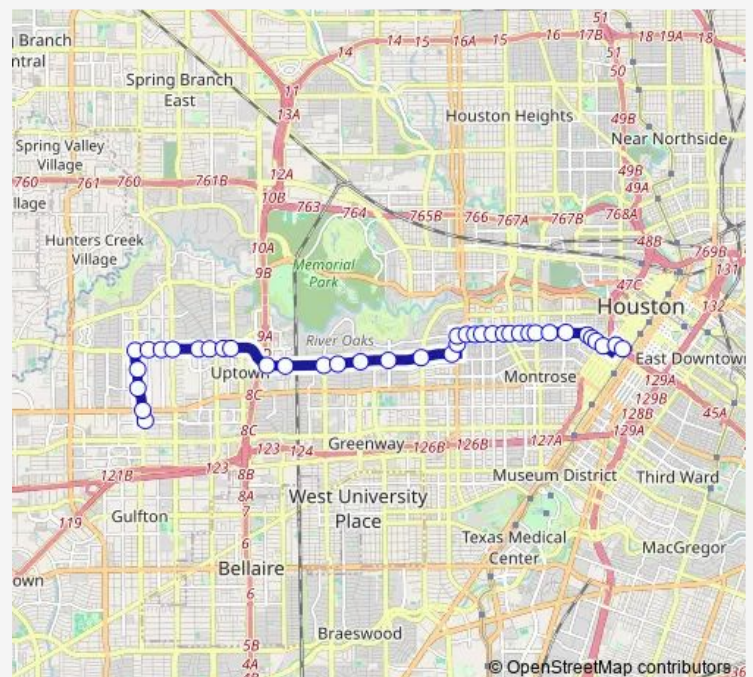 51
14
14
15
16A
15
16
17B
51
18
19A
18
g Branch
ntral
Spring Branch
East
11
13A
50
Houston Heights
49B
Near Northside
Spring Valley
Village
12A
760
761
760
761B
10B
49B
49A
llage
763
764
765B
766
767A
767B
768A
Hunters Creek
Village
10A
9B
48B
769B
131
Memorial
Park
47C
Houston
132
9A
River Oaks
East Downtow
Uptown
Montrose
129A
8C
129B
128B
45A
8C
Greenway
126B
126B
127A
129A
123
124
121B
123
8B
8A
Museum District
Third Ward
West University
Place
119
Gulfton
7
Texas Medical
Center
MacGregor
6
Bellaire
own
6
Braeswood
5B
4A
© OpenStreetMap contributors
36